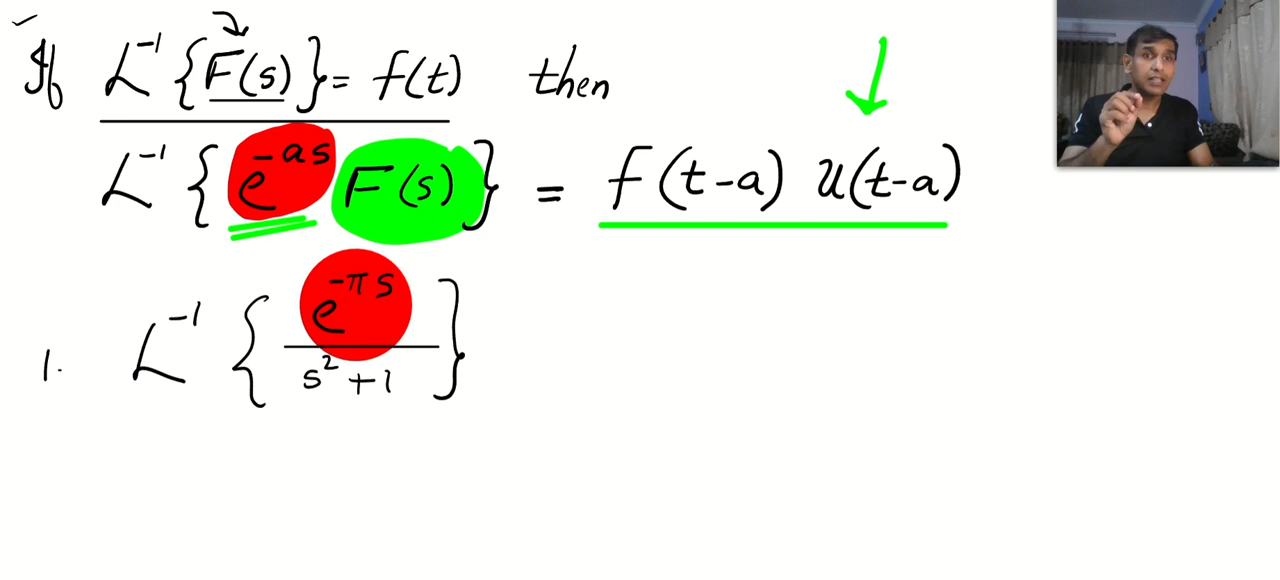 If L⁻¹{F(s)} = f(t) then
L⁻¹{e^{-as} F(s)} = f(t-a) u(t-a)
1. L⁻¹{e^{-πs} / (s²+1)}